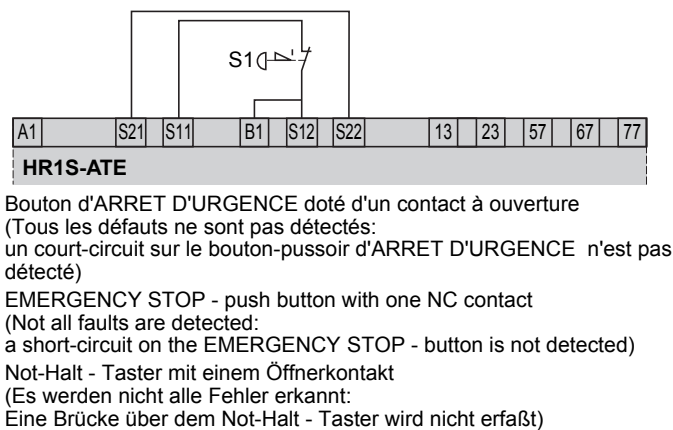 S1
A1 S21 S11 B1 S12 S22 13 23 57 67 77
HR1S-ATE
Bouton d'ARRET D'URGENCE doté d'un contact à ouverture
(Tous les défauts ne sont pas détectés:
un court-circuit sur le bouton-pussoir d'ARRET D'URGENCE n'est pas
détecté)
EMERGENCY STOP - push button with one NC contact
(Not all faults are detected:
a short-circuit on the EMERGENCY STOP - button is not detected)
Not-Halt - Taster mit einem Öffnerkontakt
(Es werden nicht alle Fehler erkannt:
Eine Brücke über dem Not-Halt - Taster wird nicht erfaßt)